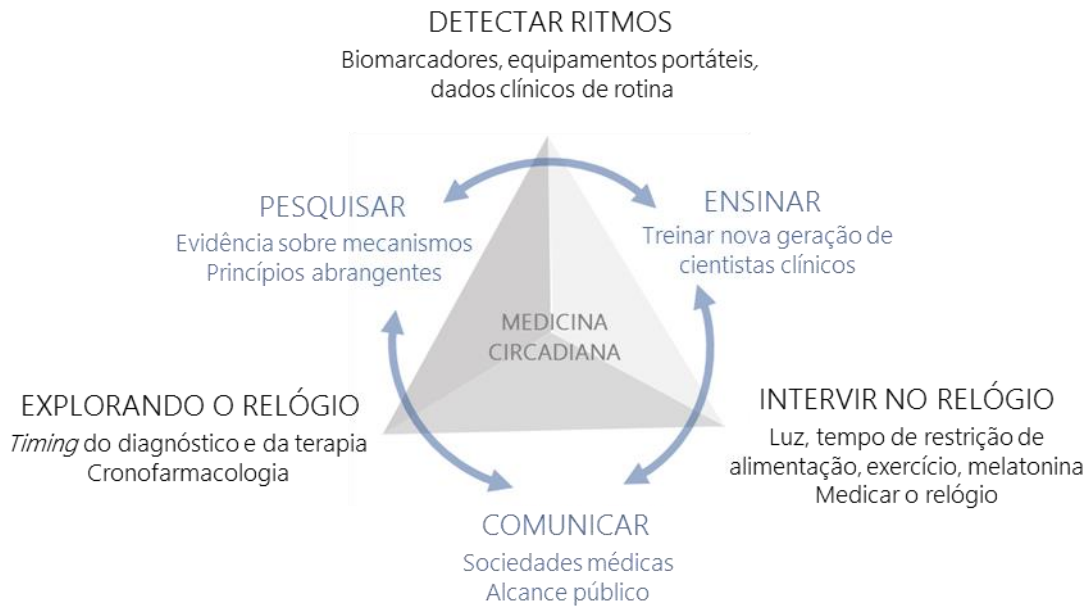 DETECTAR RITMOS
Biomarcadores, equipamentos portáteis,
dados clínicos de rotina
PESQUISAR
Evidência sobre mecanismos
Princípios abrangentes
ENSINAR
Treinar nova geração de
cientistas clínicos
MEDICINA
CIRCADIANA
EXPLORANDO O RELÓGIO
Timing do diagnóstico e da terapia
Cronofarmacologia
INTERVIR NO RELÓGIO
Luz, tempo de restrição de
alimentação, exercício, melatonina
Medicar o relógio
COMUNICAR
Sociedades médicas
Alcance público